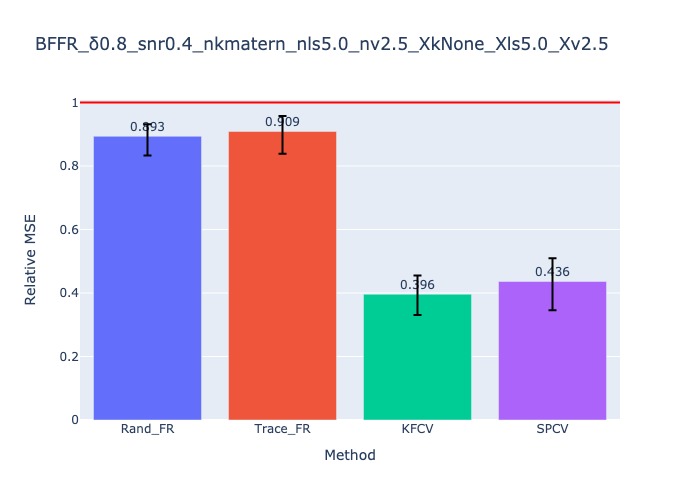 BFFR_δ0.8_snr0.4_nkmatern_nls5.0_nv2.5_XkNone_Xls5.0_Xv2.5
1
0.8
0.6
0.4
0.2
0
Relative MSE
0.893
0.909
0.396
0.436
Rand_FR
Trace_FR
KFCV
SPCV
Method